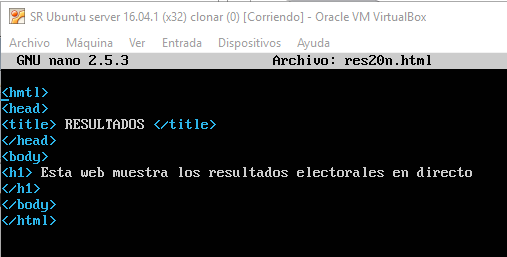 SR Ubuntu server 16.04.1 (x32) clonar (0) [Corriendo] - Oracle VM VirtualBox
Archivo Máquina Ver Entrada Dispositivos Ayuda
GNU nano 2.5.3 Archivo: res20n.html
<hmtl>
<head>
<title> RESULTADOS </title>
</head>
<body>
<h1> Esta web muestra los resultados electorales en directo
</h1>
</body>
</html>